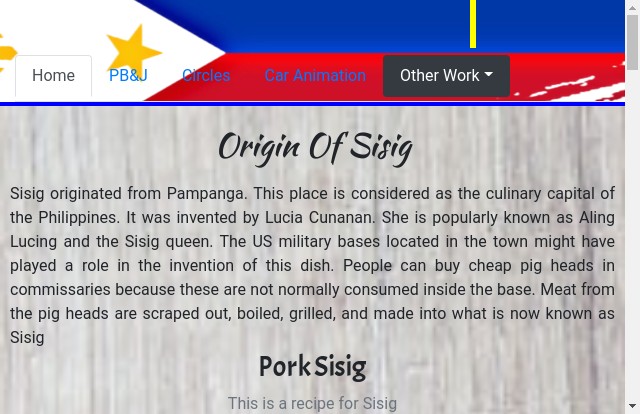 Home PB&J Circles Car Animation Other Work
Origin Of Sisig
Sisig originated from Pampanga. This place is considered as the culinary capital of
the Philippines. It was invented by Lucia Cunanan. She is popularly known as Aling
Lucing and the Sisig queen. The US military bases located in the town might have
played a role in the invention of this dish. People can buy cheap pig heads in
commissaries because these are not normally consumed inside the base. Meat from
the pig heads are scraped out, boiled, grilled, and made into what is now known as
Sisig
Pork Sisig
This is a recipe for Sisig